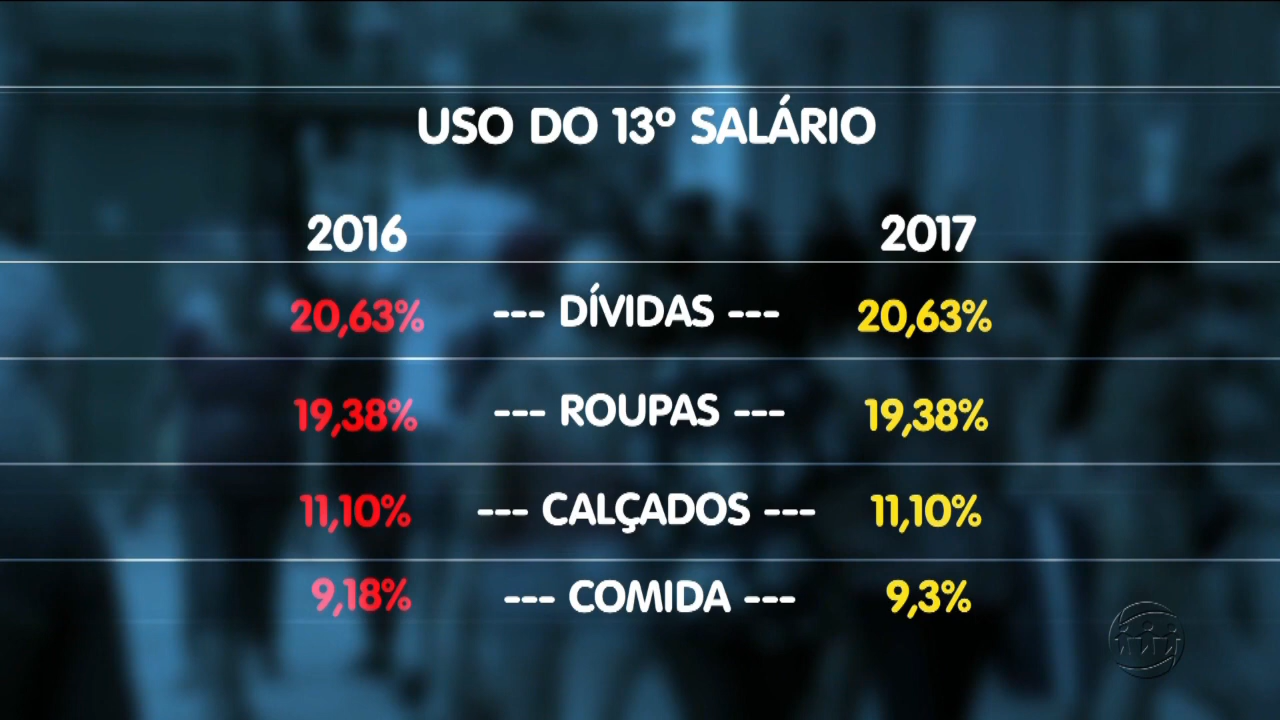 USO DO 13º SALÁRIO
2016 2017
20,63% --- DÍVIDAS --- 20,63%
19,38% --- ROUPAS --- 19,38%
11,10% --- CALÇADOS --- 11,10%
9,18% --- COMIDA --- 9,3%